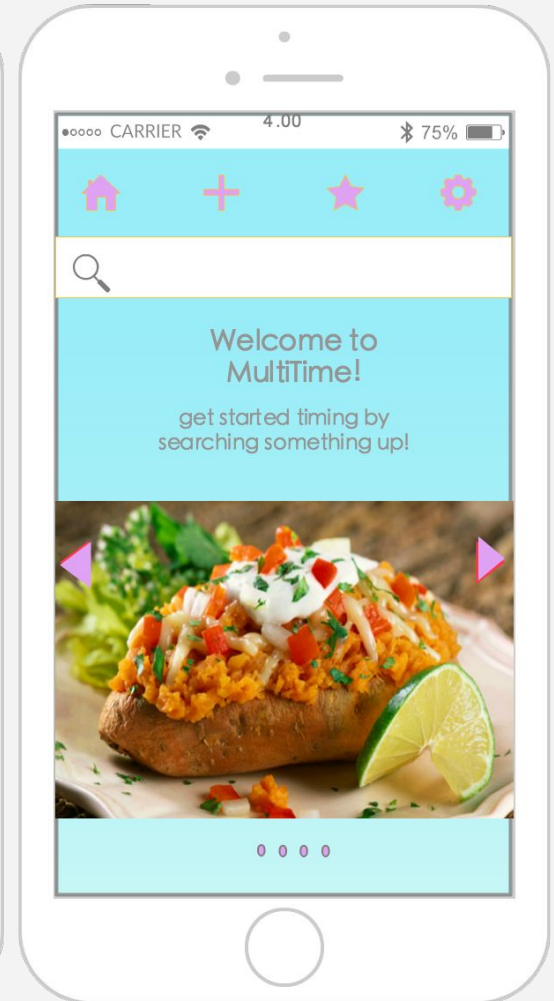 4.00
CARRIER 75%
Welcome to
MultiTime!
get started timing by
searching something up!